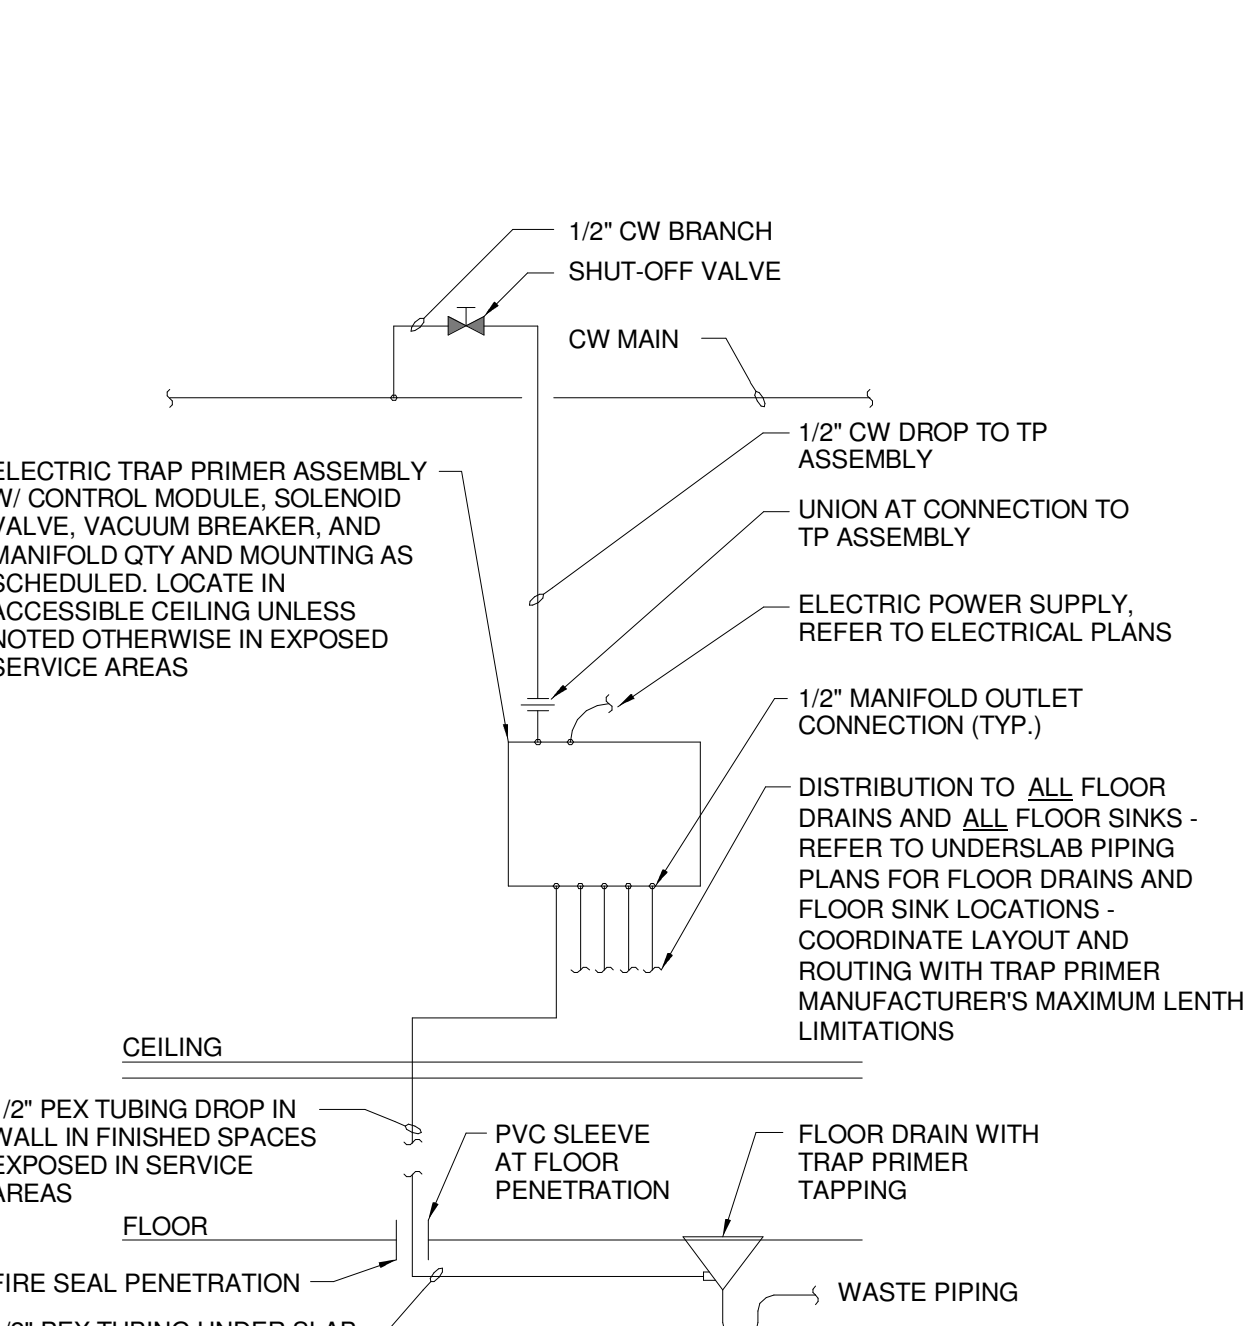 1/2" CW BRANCH
SHUT-OFF VALVE
CW MAIN
1/2" CW DROP TO TP
ASSEMBLY
ELECTRIC TRAP PRIMER ASSEMBLY
W/ CONTROL MODULE, SOLENOID
VALVE, VACUUM BREAKER, AND
MANIFOLD QTY AND MOUNTING AS
SCHEDULED. LOCATE IN
ACCESSIBLE CEILING UNLESS
NOTED OTHERWISE IN EXPOSED
SERVICE AREAS
UNION AT CONNECTION TO
TP ASSEMBLY
ELECTRIC POWER SUPPLY,
REFER TO ELECTRICAL PLANS
1/2" MANIFOLD OUTLET
CONNECTION (TYP.)
DISTRIBUTION TO ALL FLOOR
DRAINS AND ALL FLOOR SINKS -
REFER TO UNDERSLAB PIPING
PLANS FOR FLOOR DRAINS AND
FLOOR SINK LOCATIONS -
COORDINATE LAYOUT AND
ROUTING WITH TRAP PRIMER
MANUFACTURER'S MAXIMUM LENTH
LIMITATIONS
CEILING
/2" PEX TUBING DROP IN
WALL IN FINISHED SPACES
EXPOSED IN SERVICE
AREAS
PVC SLEEVE
AT FLOOR
PENETRATION
FLOOR DRAIN WITH
TRAP PRIMER
TAPPING
FLOOR
FIRE SEAL PENETRATION
WASTE PIPING
PEX TUBING UNDER SLAB